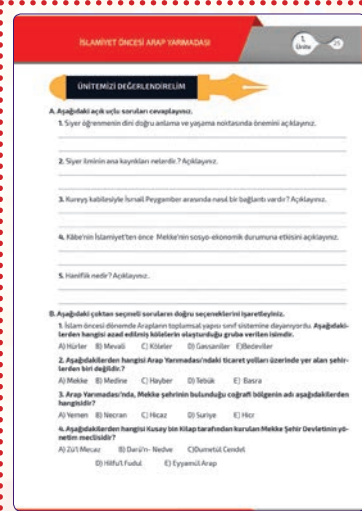 İSLAMİYET ÖNCESİ ARAP YARIMADASI
1.
Ünite
ÜNİTEMİZİ DEĞERLENDİRELİM
A. Aşağıdaki açık uçlu soruları cevaplayınız.
1. Siyer öğrenmenin dini doğru anlama ve yaşama noktasında önemini açıklayınız.
2. Siyer ilminin ana kaynkları nelerdir.? Açıklayınız.
3. Kureyş kabilesiyle İsmail Peygamber arasında nasıl bir bağlantı vardır? Açıklayınız.
4. Kâbe'nin İslamiyet'ten önce Mekke'nin sosyo-ekonomik durumuna etkisini açıklayınız.
5. Haniflik nedir? Açıklayınız.
B. Aşağıdaki çoktan seçmeli soruların doğru seçeneklerini işaretleyiniz.
1. İslam öncesi dönemde Arapların toplumsal yapısı sınıf sistemine dayanıyordu. Aşağıdaki-
lerden hangisi azad edilmiş kölelerin oluşturduğu gruba verilen isimdir.
A) Hürler B) Mevali C) Köleler D) Gassaniler E)Bedeviler
2. Aşağıdakilerden hangisi Arap Yarımadası'ndaki ticaret yolları üzerinde yer alan şehir-
lerden biri değildir.?
A) Mekke B) Medine C) Hayber D) Tebük E) Basra
3. Arap Yarımadası'nda, Mekke şehrinin bulunduğu coğrafi bölgenin adı aşağıdakilerden
hangisidir?
A) Yemen B) Necran C) Hicaz D) Suriye E) Hicr
4. Aşağıdakilerden hangisi Kusay bin Kilap tarafından kurulan Mekke Şehir Devletinin yö-
netim meclisidir?
A) Zü'l Mecaz B) Darü'n- Nedve C)Dumetül Cendel
D) Hilfu'l Fudul E) Eyyamül Arap